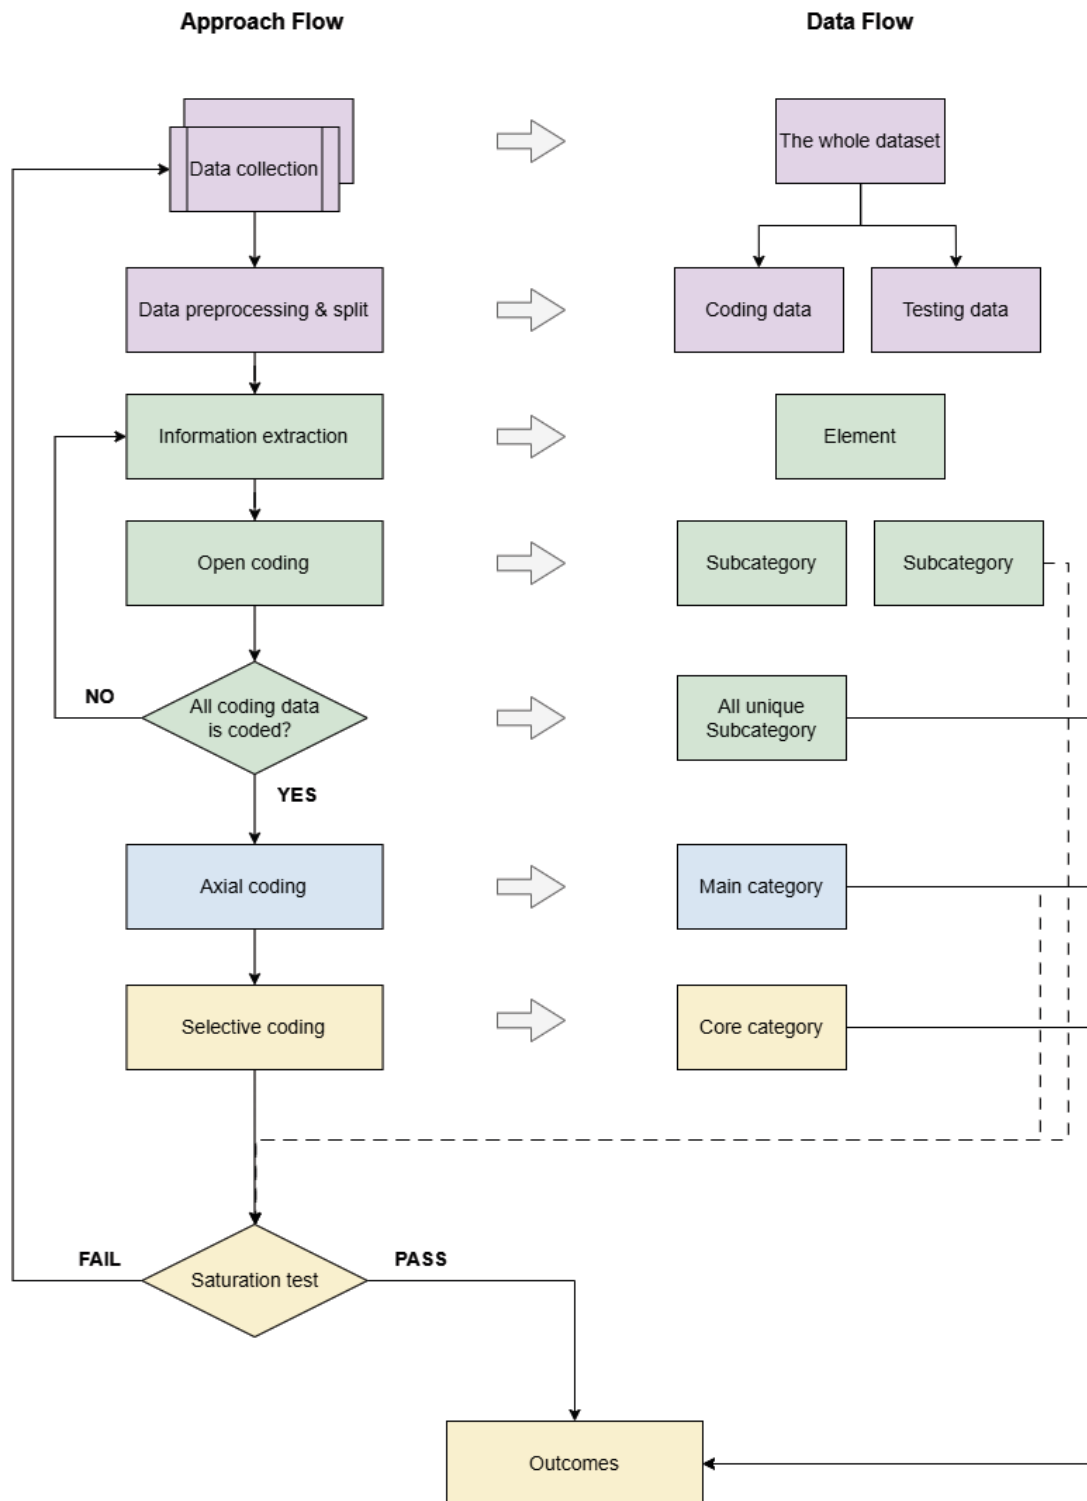 Approach Flow
Data Flow
Data collection
The whole dataset
Data preprocessing & split
Coding data
Testing data
Information extraction
Element
Open coding
Subcategory
Subcategory
NO
All coding data
is coded?
All unique
Subcategory
YES
Axial coding
Main category
Selective coding
Core category
FAIL
Saturation test
PASS
Outcomes